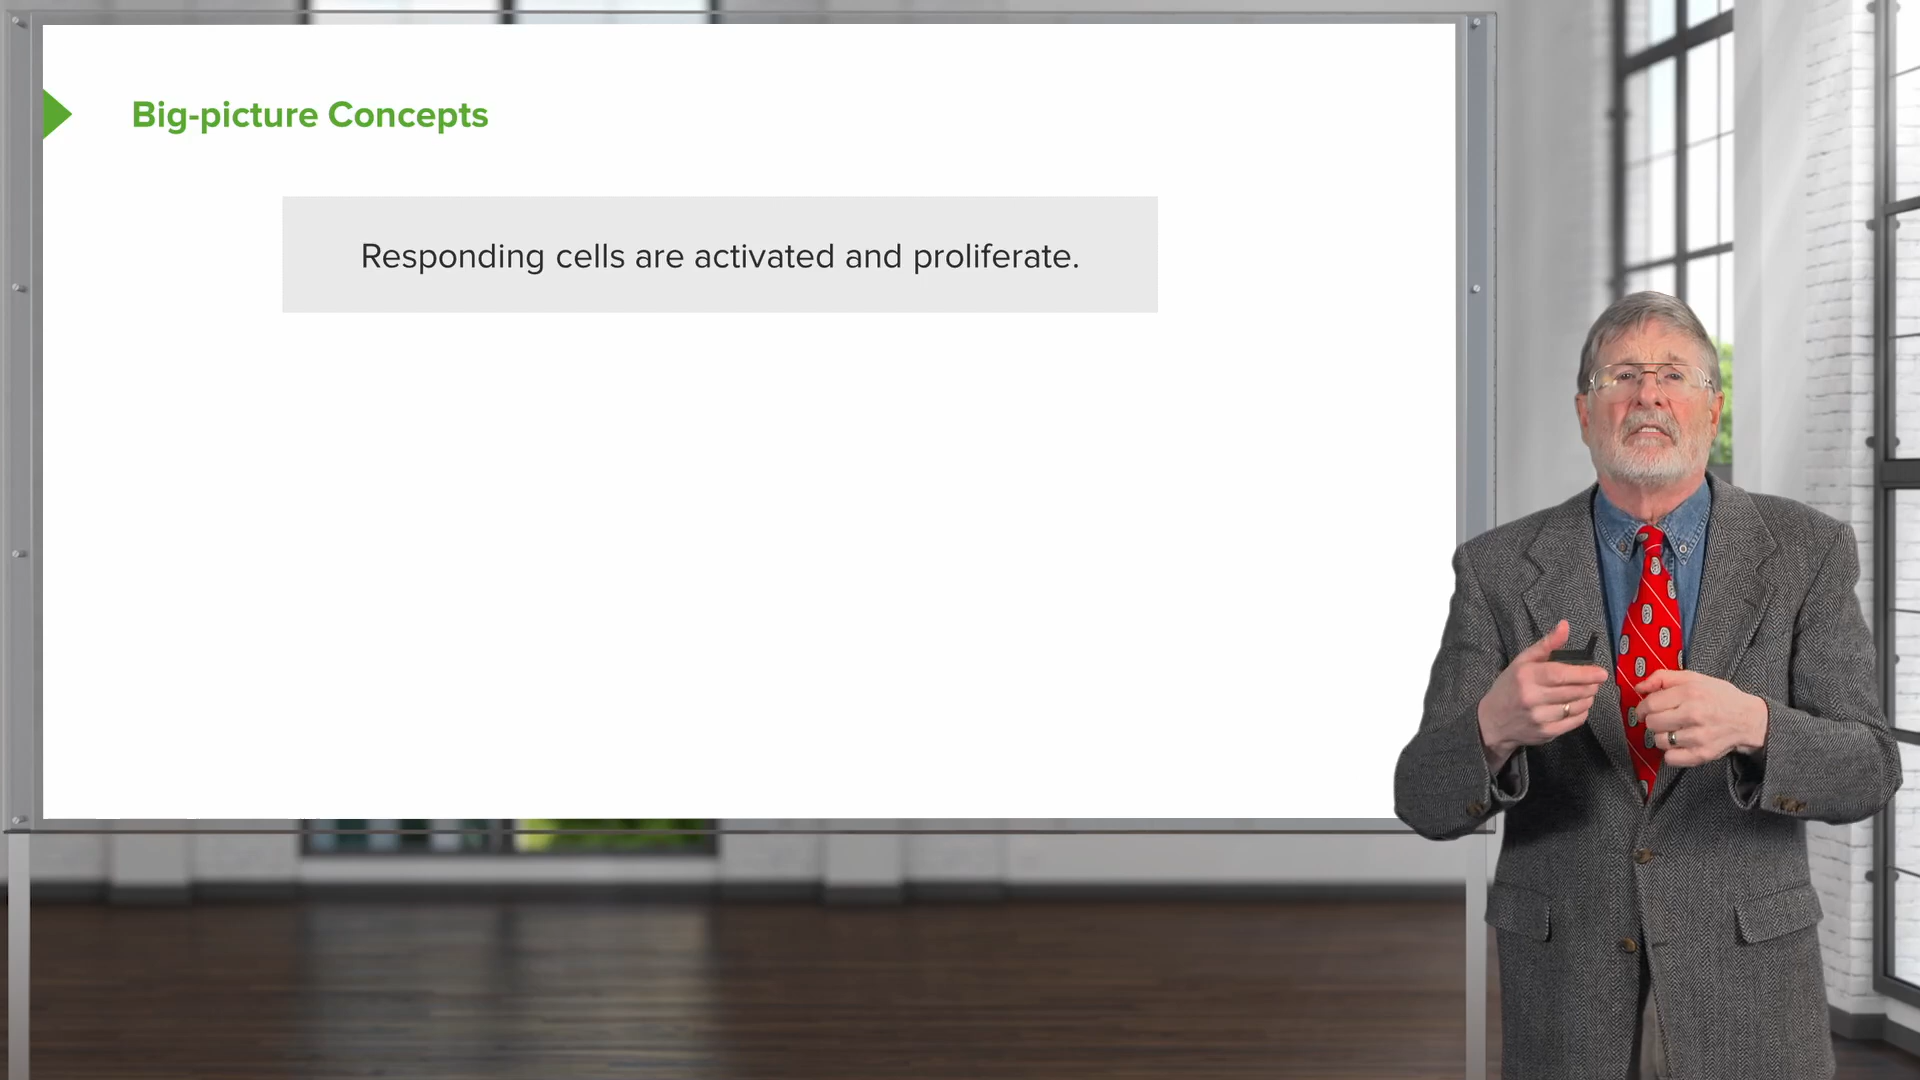 Big-picture Concepts
Responding cells are activated and proliferate.